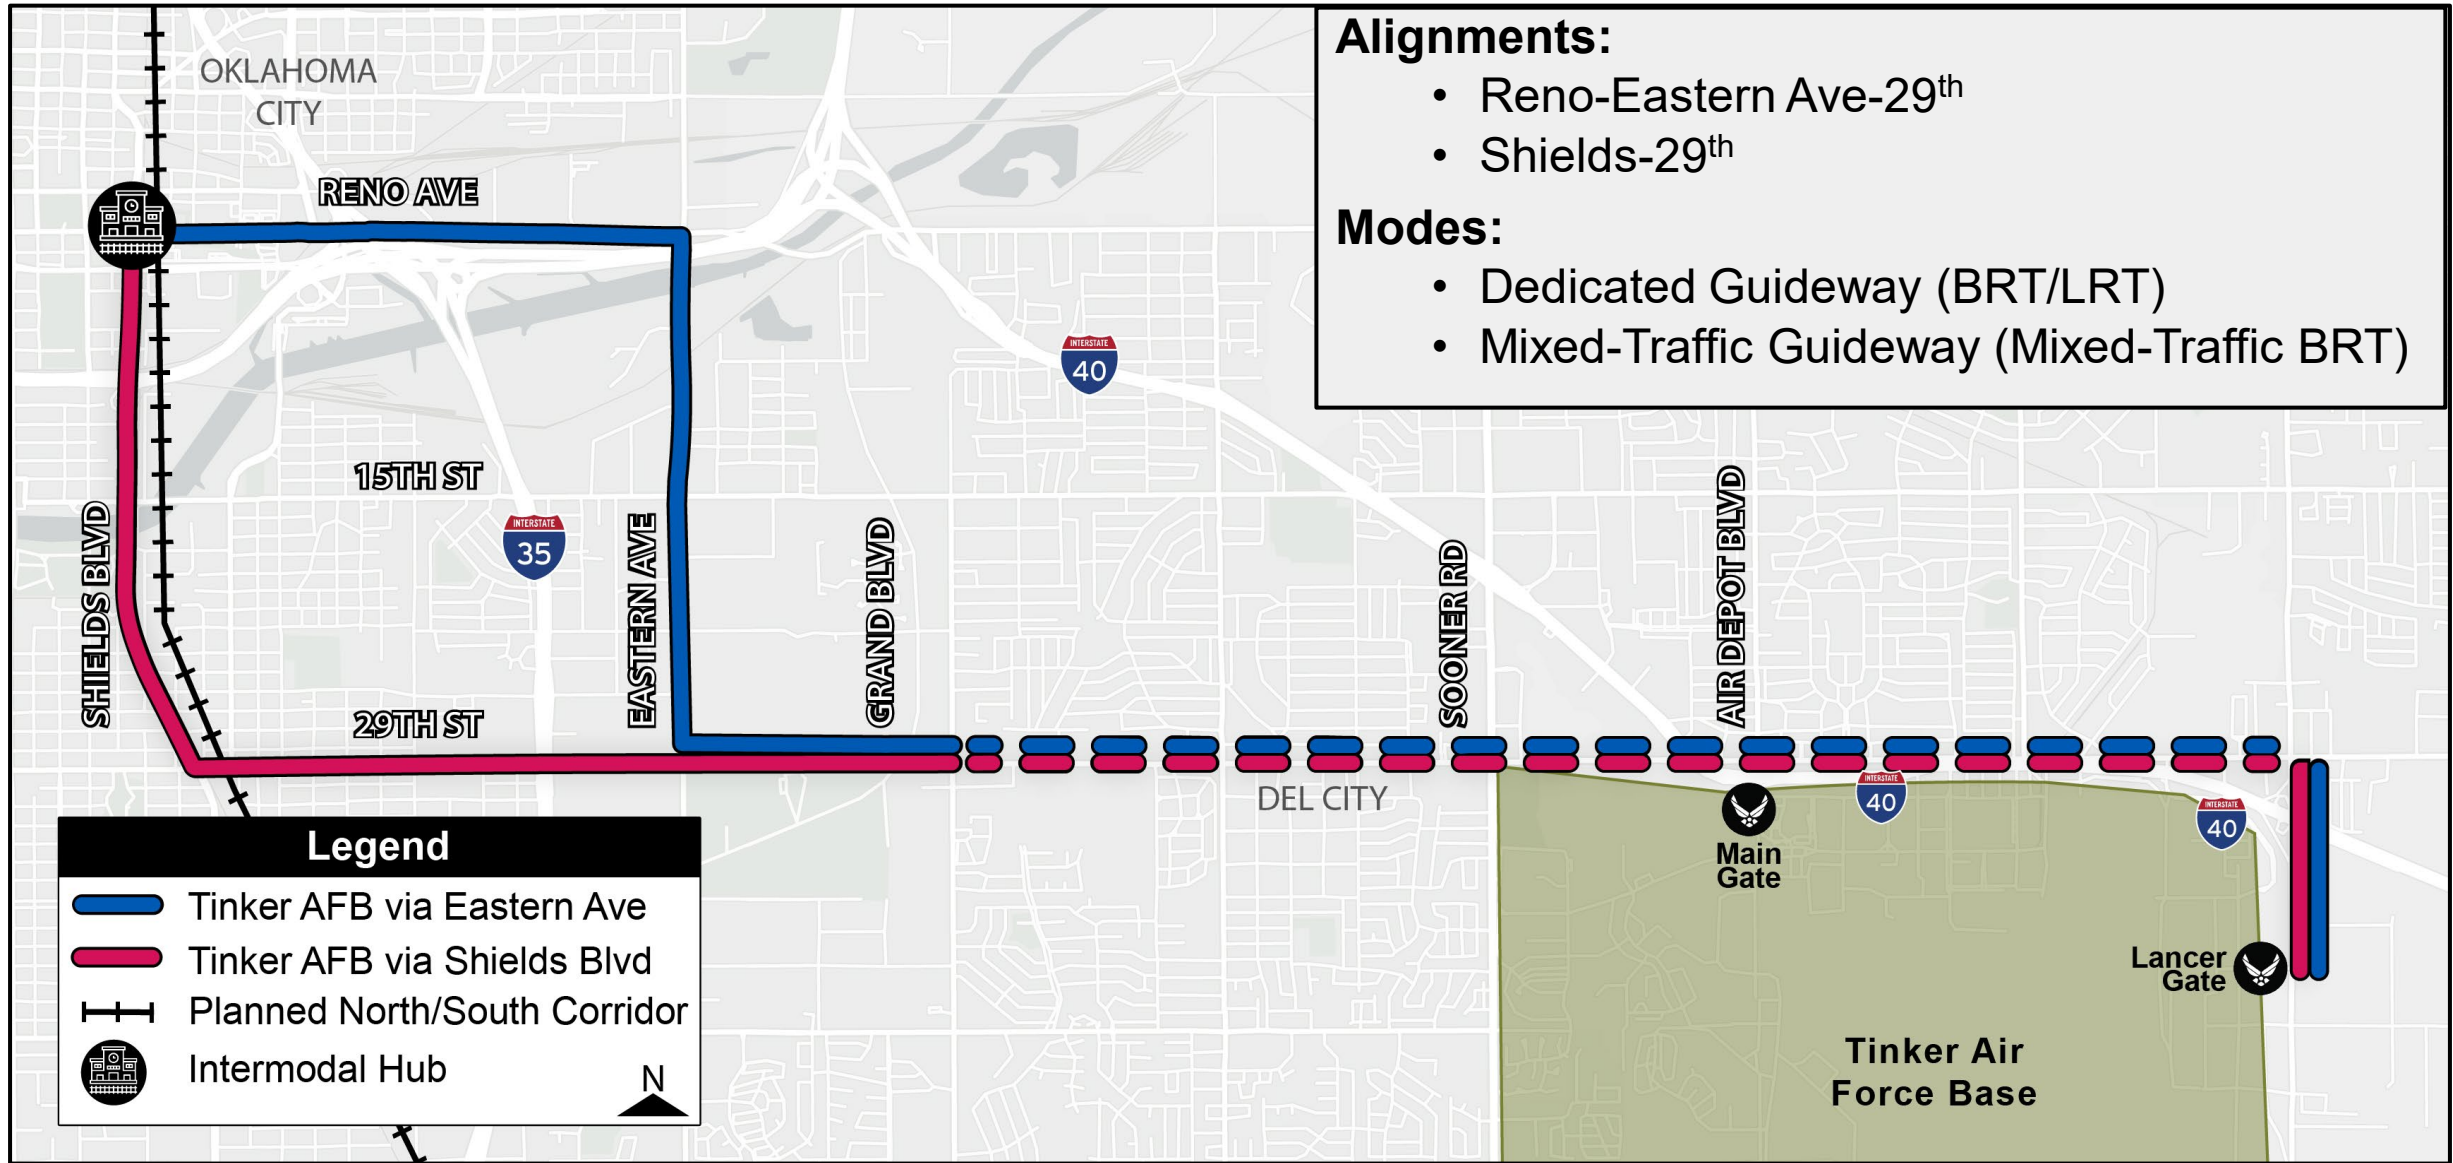 Alignments:
• Reno-Eastern Ave-29th
• Shields-29th
Modes:
• Dedicated Guideway (BRT/LRT)
• Mixed-Traffic Guideway (Mixed-Traffic BRT)
OKLAHOMA
CITY
RENO AVE
INTERSTATE
40
15TH ST
INTERSTATE
35
SHIELDS BLVD
EASTERN AVE
GRAND BLVD
SOONER RD
AIR DEPOT BLVD
29TH ST
DEL CITY
INTERSTATE
40
INTERSTATE
40
Main
Gate
Lancer
Gate
Tinker Air
Force Base
Legend
Tinker AFB via Eastern Ave
Tinker AFB via Shields Blvd
Planned North/South Corridor
Intermodal Hub
N